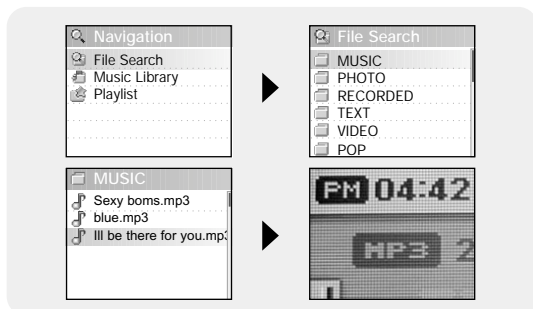 Navigation
File Search
Music Library
Playlist
File Search
MUSIC
PHOTO
RECORDED
TEXT
VIDEO
POP
MUSIC
Sexy boms.mp3
blue.mp3
Ill be there for you.mp3
PM 04:42
MP3 2